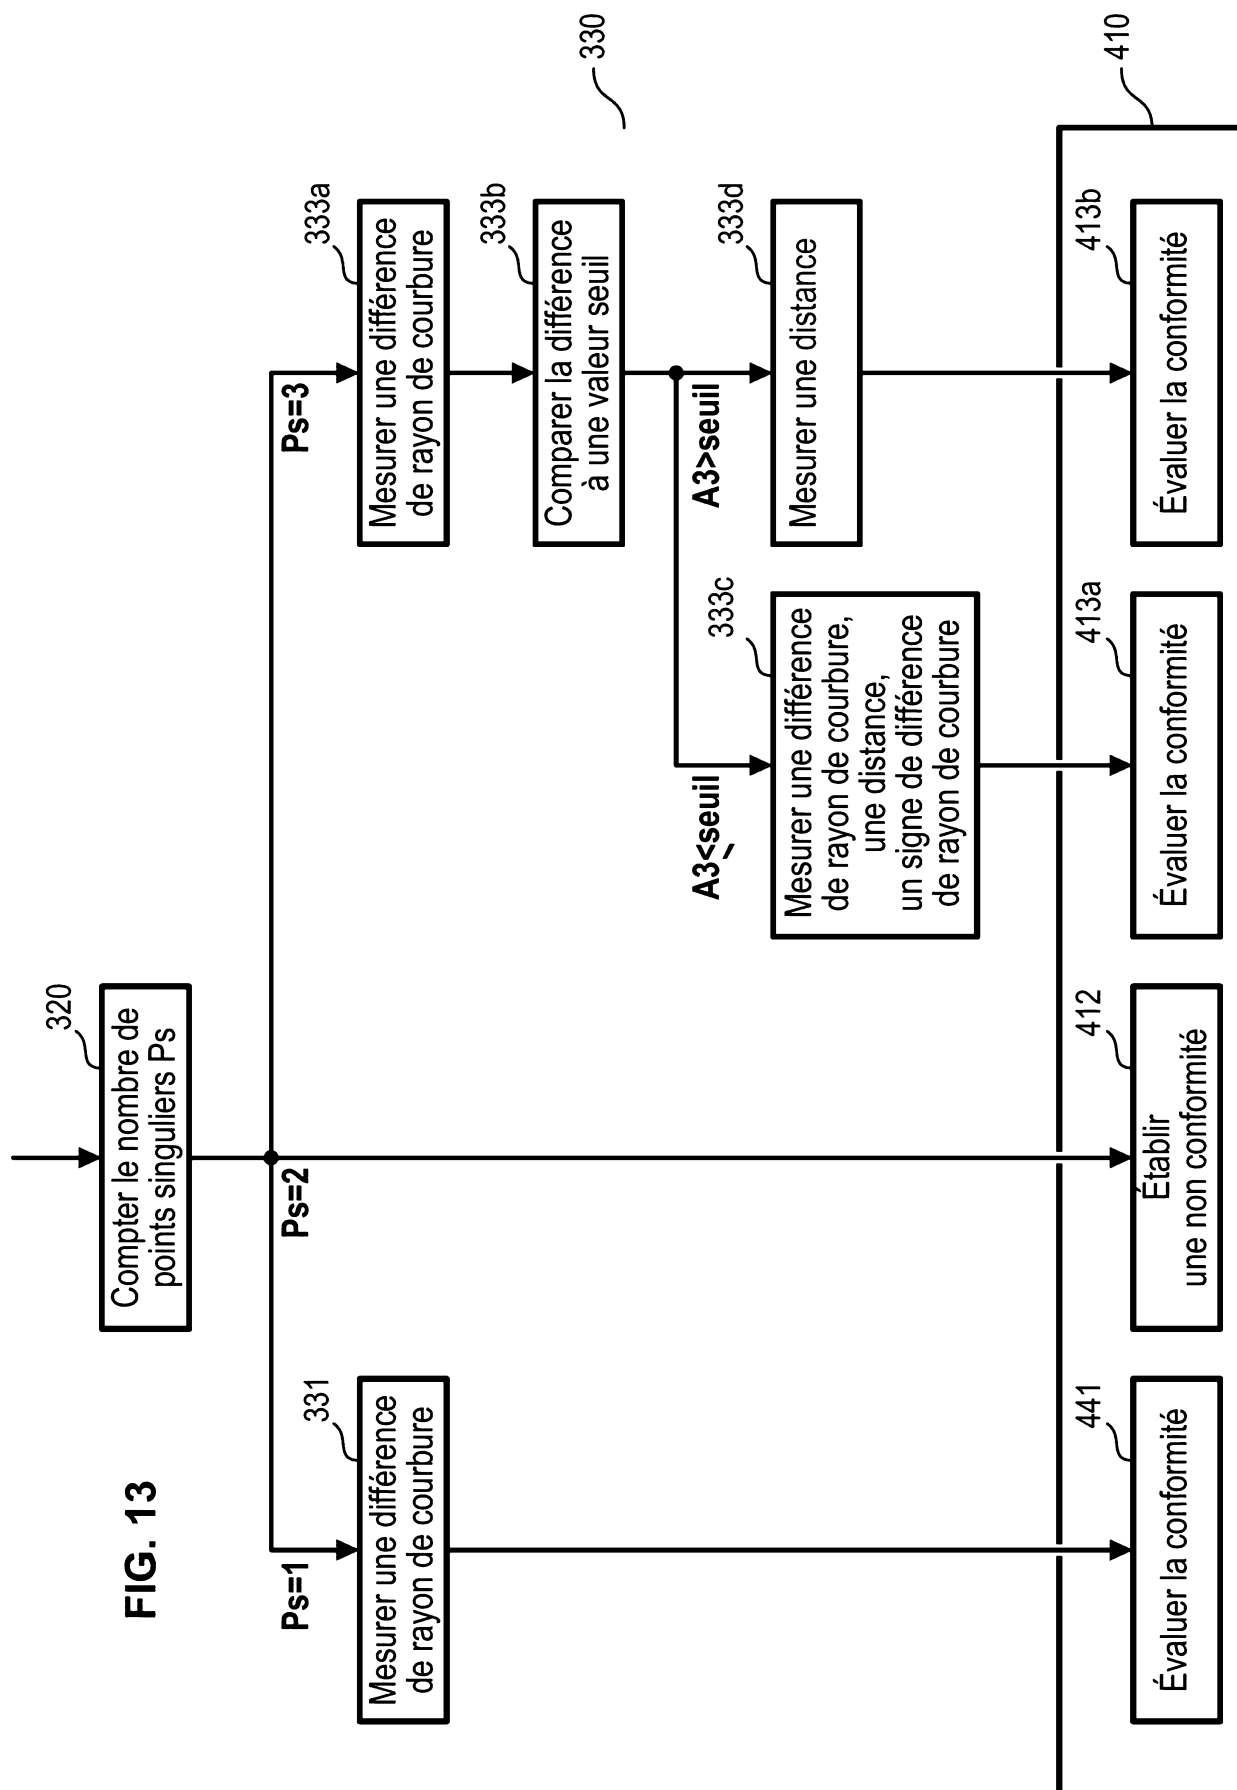 FIG. 13
320
Compter le nombre de
points singuliers Ps
Ps=1
Ps=2
Ps=3
331
Mesurer une différence
de rayon de courbure
333a
Mesurer une différence
de rayon de courbure
333b
Comparer la différence
à une valeur seuil
330
A3≤seuil
A3>seuil
333c
Mesurer une différence
de rayon de courbure,
une distance,
un signe de différence
de rayon de courbure
333d
Mesurer une distance
410
441
Évaluer la conformité
412
Établir
une non conformité
413a
Évaluer la conformité
413b
Évaluer la conformité